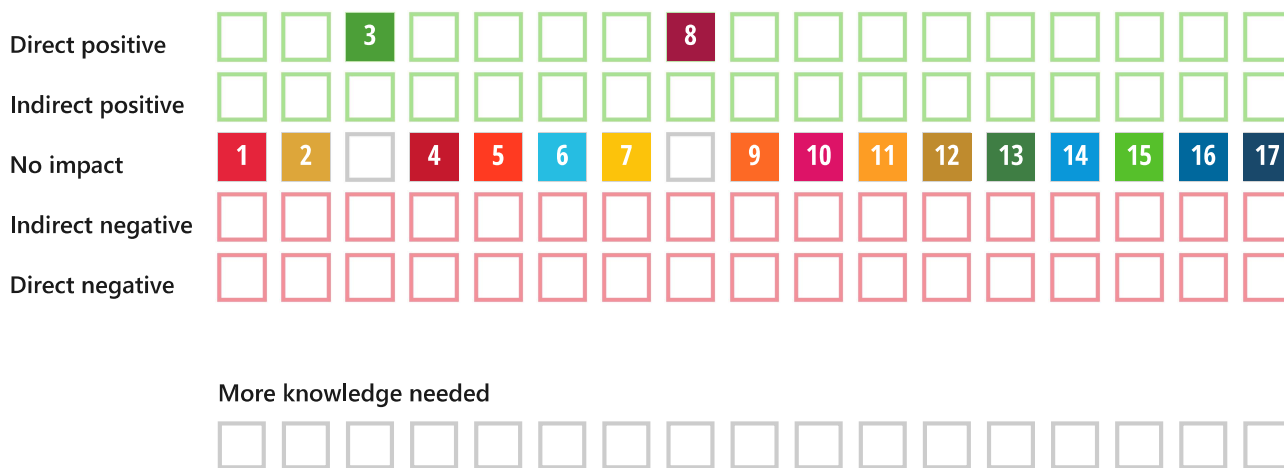 Direct positive 3 8
Indirect positive
No impact 1 2 4 5 6 7 9 10 11 12 13 14 15 16 17
Indirect negative
Direct negative
More knowledge needed